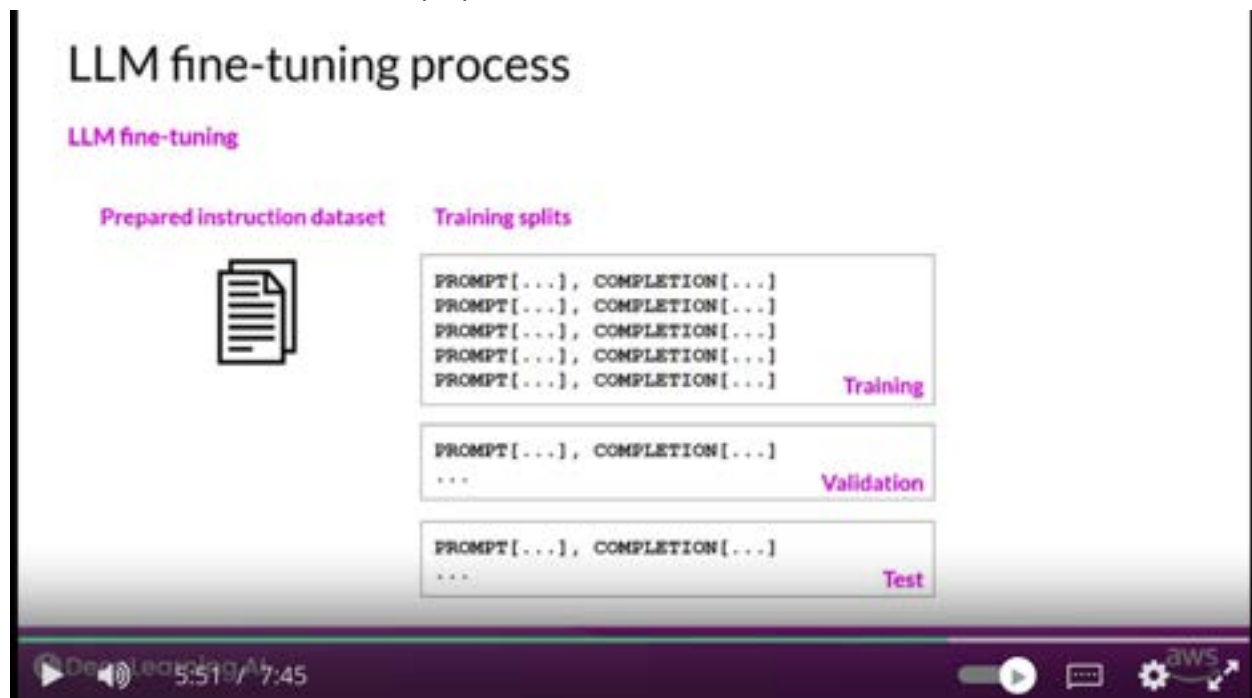 LLM fine-tuning process
LLM fine-tuning
Prepared instruction dataset
Training splits
PROMPT[...], COMPLETION[...]
PROMPT[...], COMPLETION[...]
PROMPT[...], COMPLETION[...]
PROMPT[...], COMPLETION[...]
PROMPT[...], COMPLETION[...]
Training
PROMPT[...], COMPLETION[...]
...
Validation
PROMPT[...], COMPLETION[...]
...
Test
5:51 / 7:45
aws